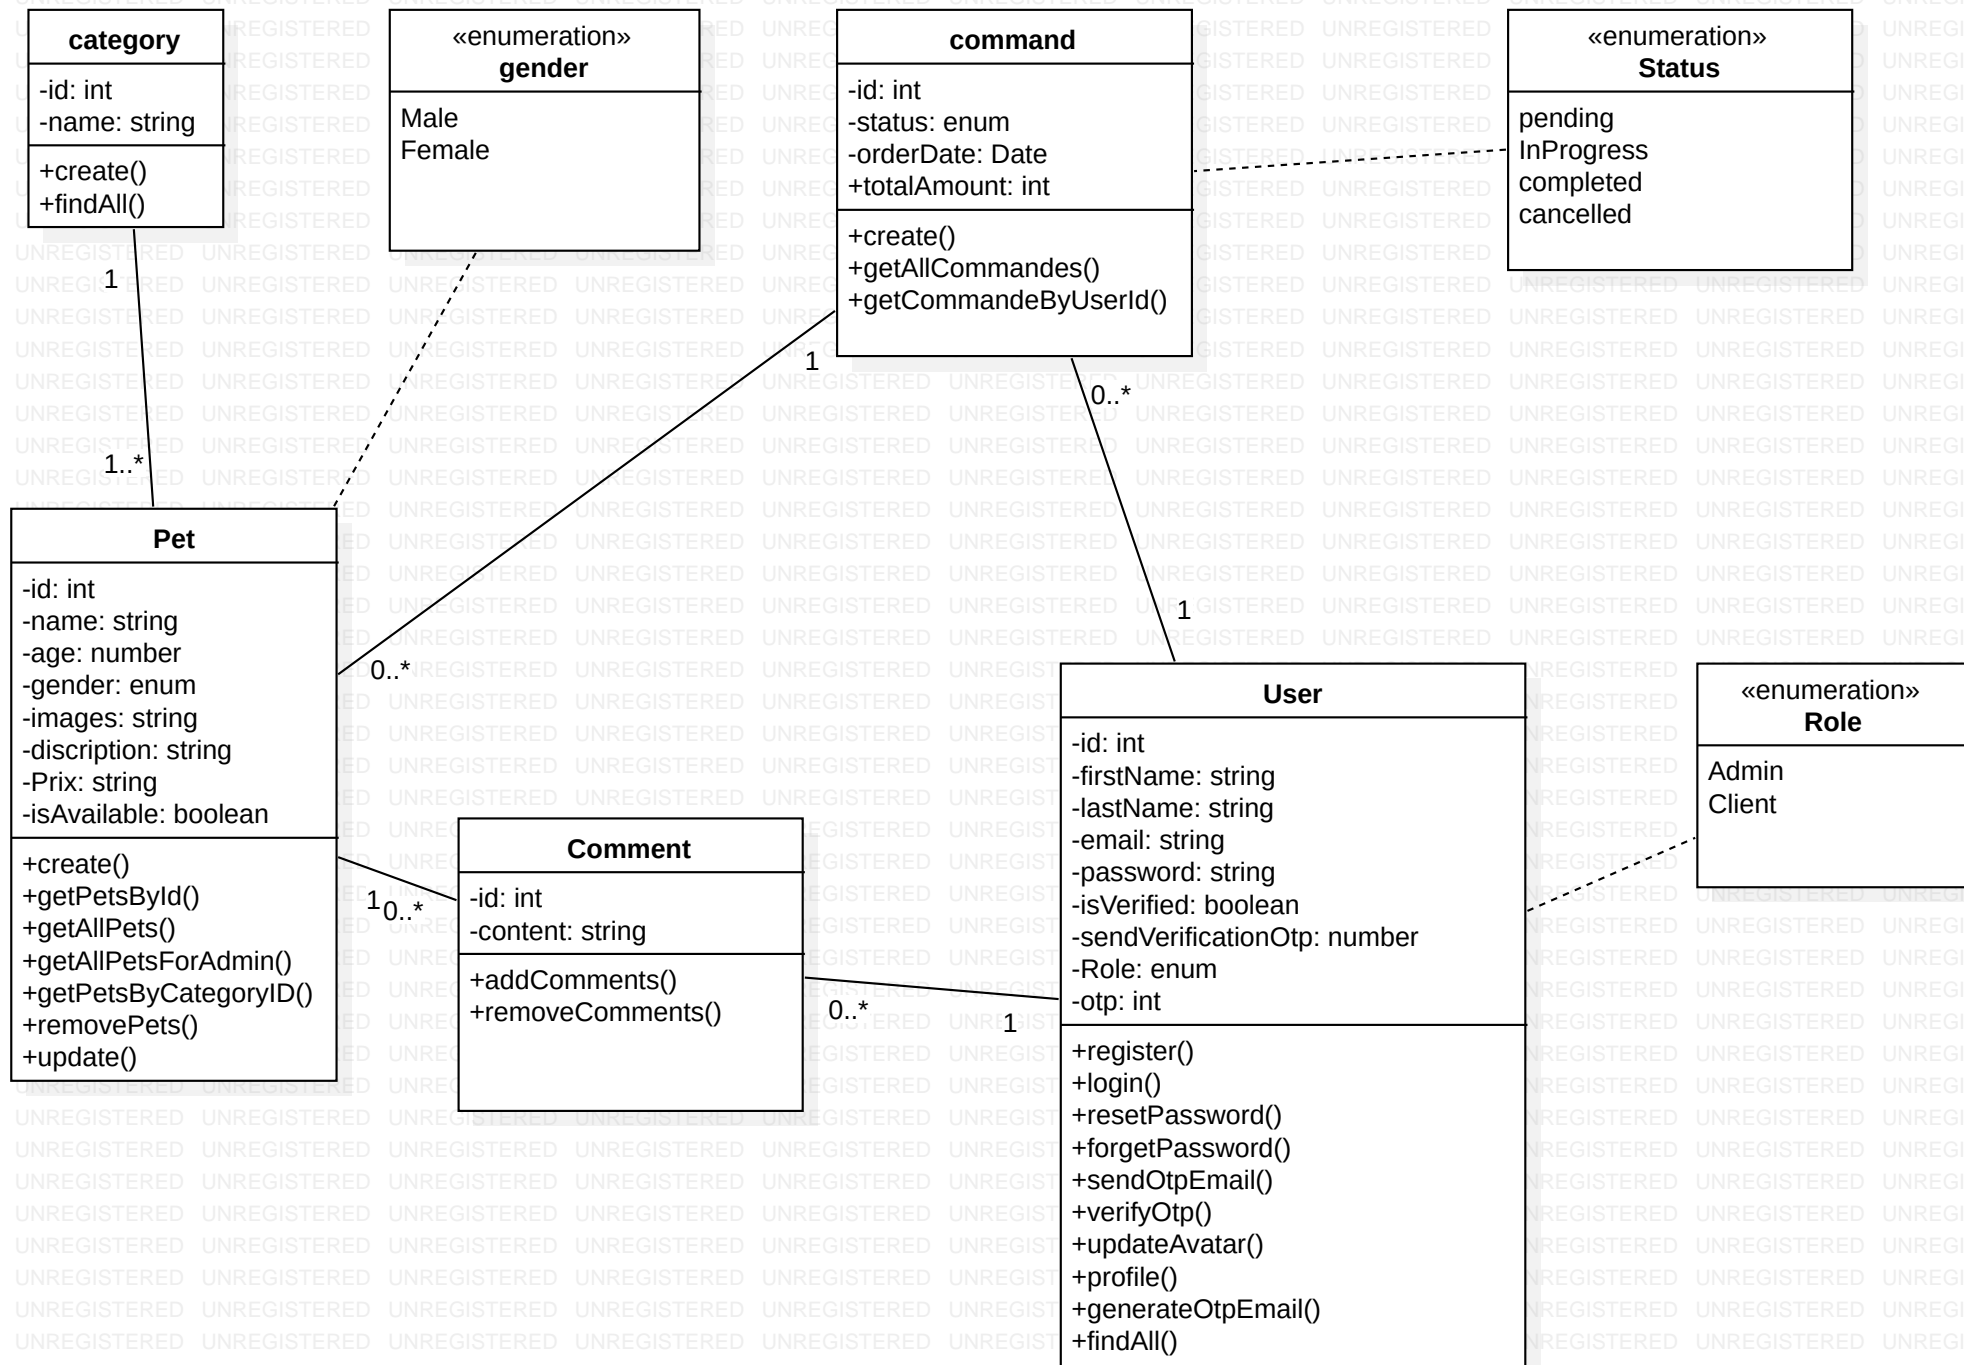 category
-id: int
-name: string
+create()
+findAll()
«enumeration»
gender
Male
Female
command
-id: int
-status: enum
-orderDate: Date
+totalAmount: int
+create()
+getAllCommandes()
+getCommandeByUserId()
«enumeration»
Status
pending
InProgress
completed
cancelled
1
1..*
1
0..*
0..*
1
Pet
-id: int
-name: string
-age: number
-gender: enum
-images: string
-discription: string
-Prix: string
-isAvailable: boolean
+create()
+getPetsById()
+getAllPets()
+getAllPetsForAdmin()
+getPetsByCategoryID()
+removePets()
+update()
1
0..*
Comment
-id: int
-content: string
+addComments()
+removeComments()
0..*
1
User
-id: int
-firstName: string
-lastName: string
-email: string
-password: string
-isVerified: boolean
-sendVerificationOtp: number
-Role: enum
-otp: int
+register()
+login()
+resetPassword()
+forgetPassword()
+sendOtpEmail()
+verifyOtp()
+updateAvatar()
+profile()
+generateOtpEmail()
+findAll()
«enumeration»
Role
Admin
Client
UNREGISTERED